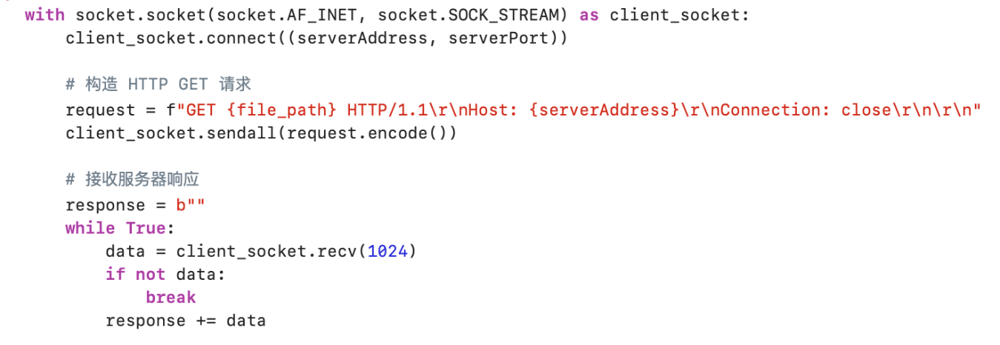 with socket.socket(socket.AF_INET, socket.SOCK_STREAM) as client_socket:
    client_socket.connect((serverAddress, serverPort))

    # 构造 HTTP GET 请求
    request = f"GET {file_path} HTTP/1.1\r\nHost: {serverAddress}\r\nConnection: close\r\n\r\n"
    client_socket.sendall(request.encode())

    # 接收服务器响应
    response = b""
    while True:
        data = client_socket.recv(1024)
        if not data:
            break
        response += data